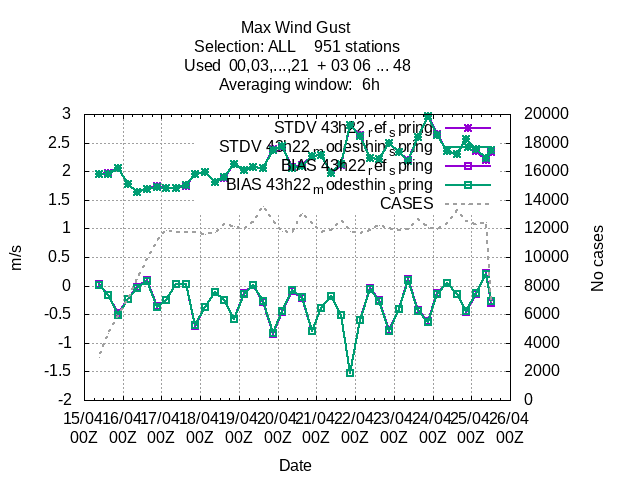 Max Wind Gust
Selection: ALL 951 stations
Used 00,03,...,21 + 03 06 ... 48
Averaging window: 6h
STDV 43h22_ref_spring
STDV 43h22_modesthin_spring
BIAS 43h22_ref_spring
BIAS 43h22_modesthin_spring
CASES
3
2.5
2
1.5
1
0.5
0
-0.5
-1
-1.5
-2
m/s
20000
18000
16000
14000
12000
10000
8000
6000
4000
2000
0
No cases
15/04 16/04 17/04 18/04 19/04 20/04 21/04 22/04 23/04 24/04 25/04 26/04
00Z 00Z 00Z 00Z 00Z 00Z 00Z 00Z 00Z 00Z 00Z 00Z
Date